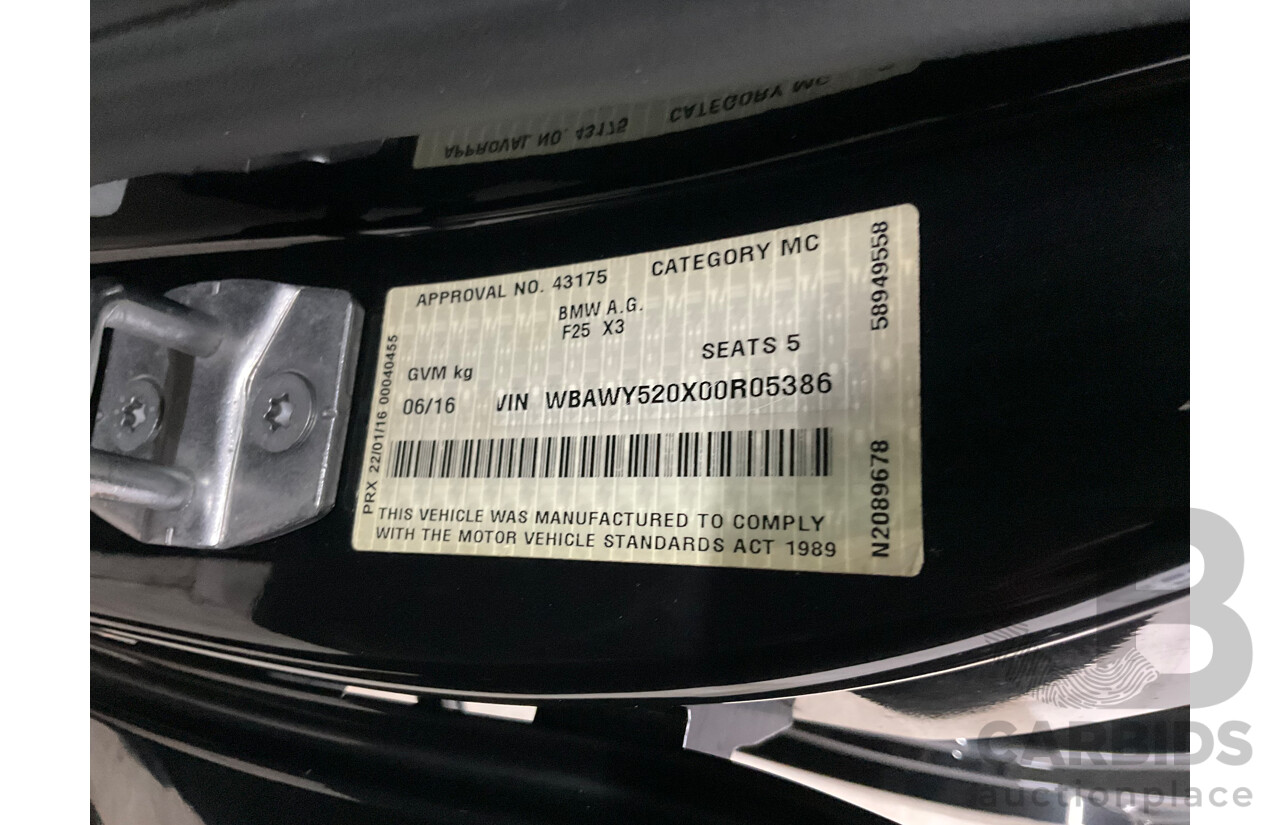 APPROVAL NO. 43175 CATEGORY MC
APPROVAL NO. 43175 CATEGORY MC
BMW A.G.
F25 X3
SEATS 5
GVM kg
06/16 VIN WBAWY520X00R05386
THIS VEHICLE WAS MANUFACTURED TO COMPLY
WITH THE MOTOR VEHICLE STANDARDS ACT 1989
PRX 22/01/16 00040455
58949558
N2089678
CARBIDS
auctionplace